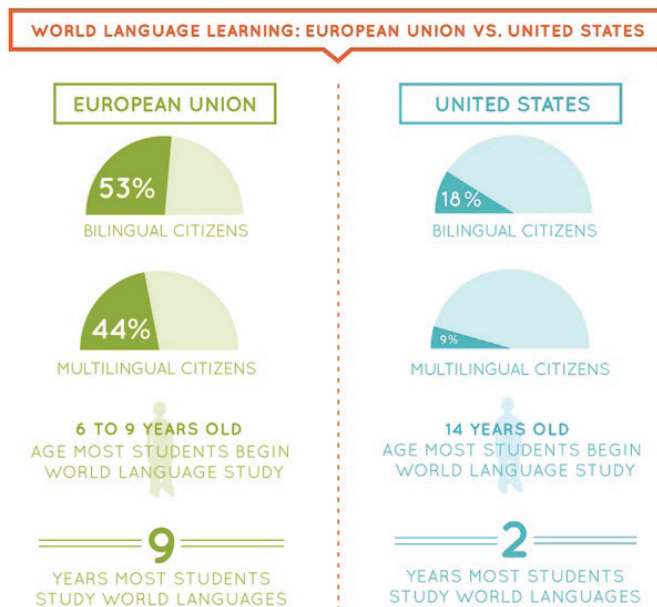 WORLD LANGUAGE LEARNING: EUROPEAN UNION VS. UNITED STATES
EUROPEAN UNION
53%
BILINGUAL CITIZENS
44%
MULTILINGUAL CITIZENS
6 TO 9 YEARS OLD
AGE MOST STUDENTS BEGIN
WORLD LANGUAGE STUDY
9
YEARS MOST STUDENTS
STUDY WORLD LANGUAGES
UNITED STATES
18%
BILINGUAL CITIZENS
9%
MULTILINGUAL CITIZENS
14 YEARS OLD
AGE MOST STUDENTS BEGIN
WORLD LANGUAGE STUDY
2
YEARS MOST STUDENTS
STUDY WORLD LANGUAGES